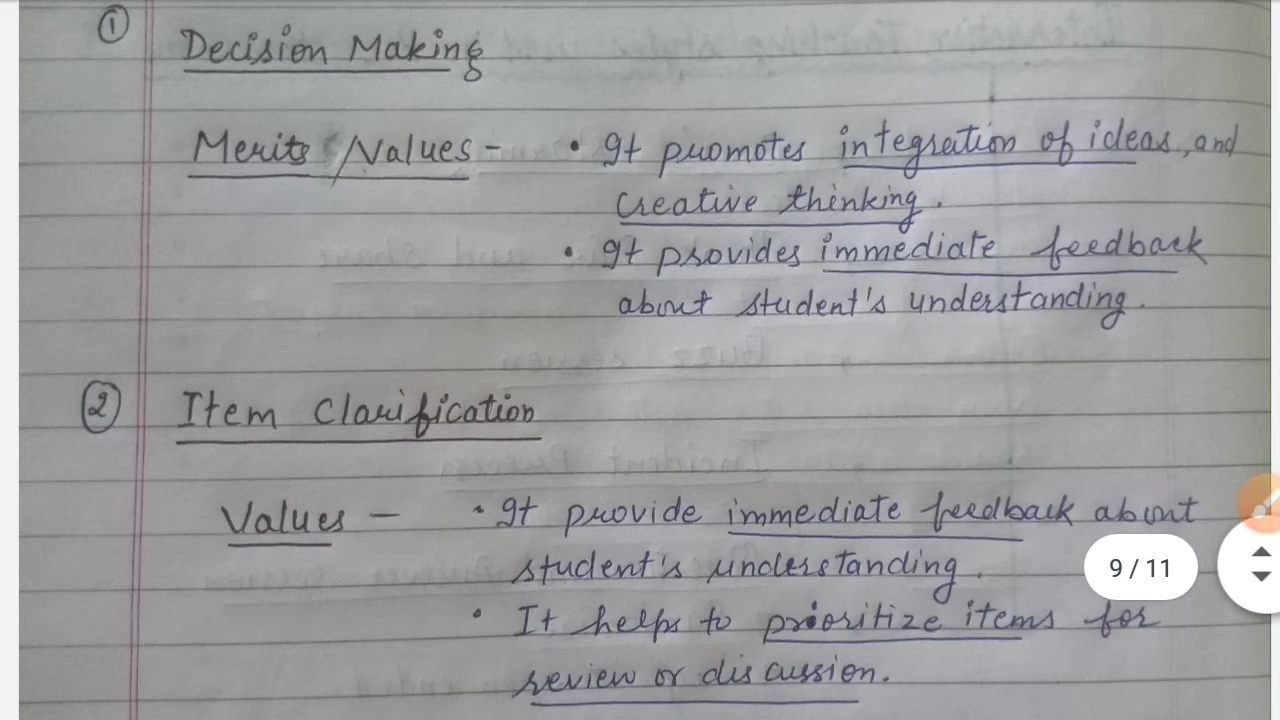 ① Decision Making
Merits /Values - • It promotes integration of ideas, and
creative thinking.
• It provides immediate feedback
about student's understanding.
② Item Clarification
Values - • It provide immediate feedback about
student's understanding.
9 / 11
• It helps to prioritize items for
review or discussion.